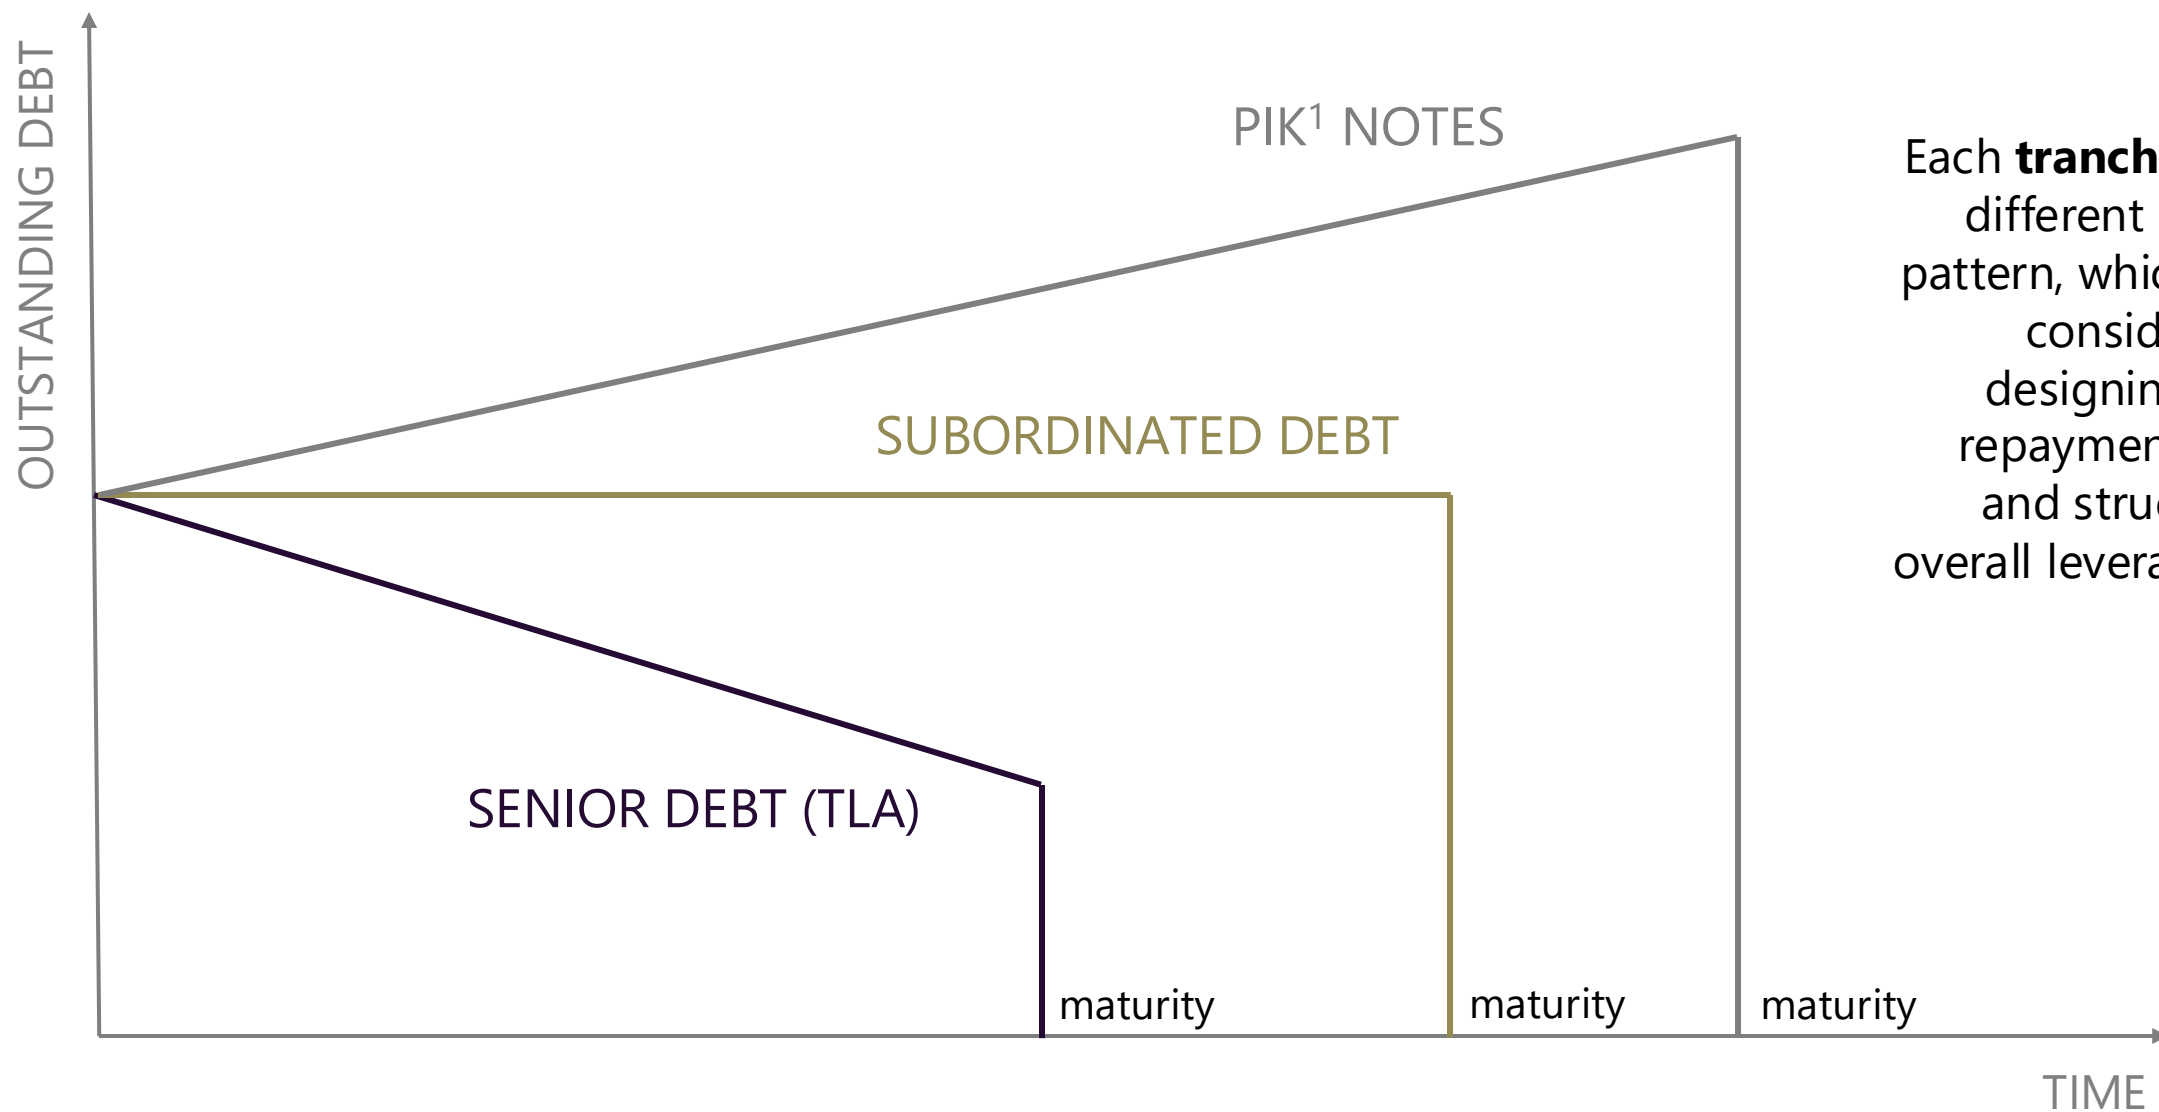 OUTSTANDING DEBT
PIK¹ NOTES
SUBORDINATED DEBT
SENIOR DEBT (TLA)
maturity
maturity
maturity
TIME
Each
different
pattern,
designin
and
overall